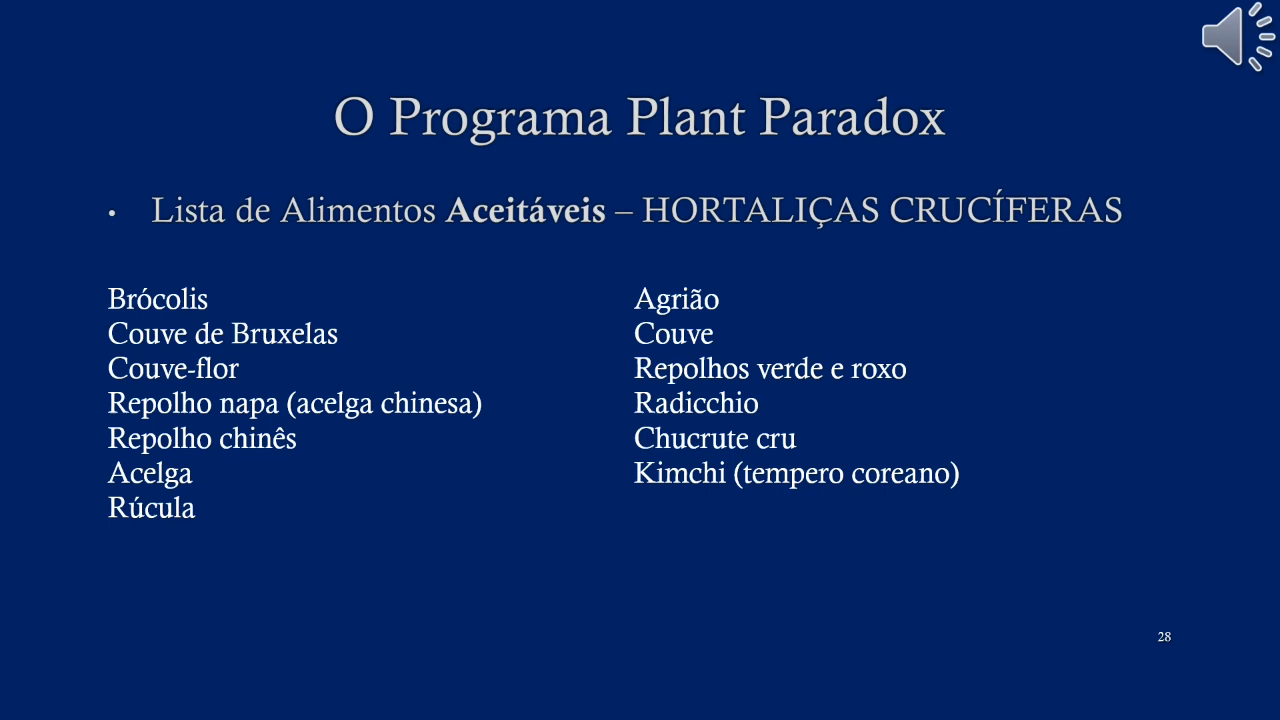 O Programa Plant Paradox
• Lista de Alimentos Aceitáveis – HORTALIÇAS CRUCÍFERAS
Brócolis
Couve de Bruxelas
Couve-flor
Repolho napa (acelga chinesa)
Repolho chinês
Acelga
Rúcula
Agrião
Couve
Repolhos verde e roxo
Radicchio
Chucrute cru
Kimchi (tempero coreano)
28